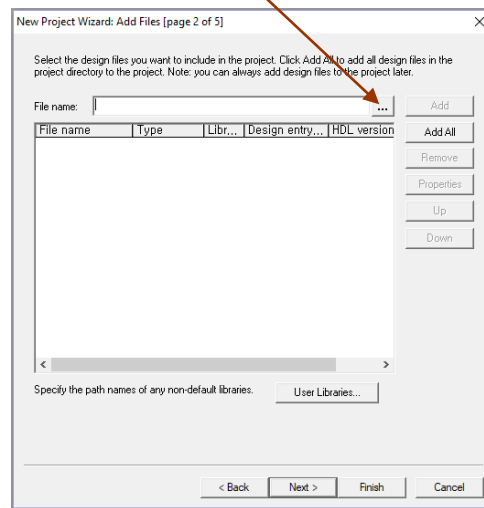 New Project Wizard: Add Files [page 2 of 5]
Select the design files you want to include in the project. Click Add All to add all design files in the
project directory to the project. Note: you can always add design files to the project later.
File name: ... Add
File name Type Libr... Design entry... HDL version
Add All
Remove
Properties
Up
Down
Specify the path names of any non-default libraries. User Libraries...
< Back Next > Finish Cancel